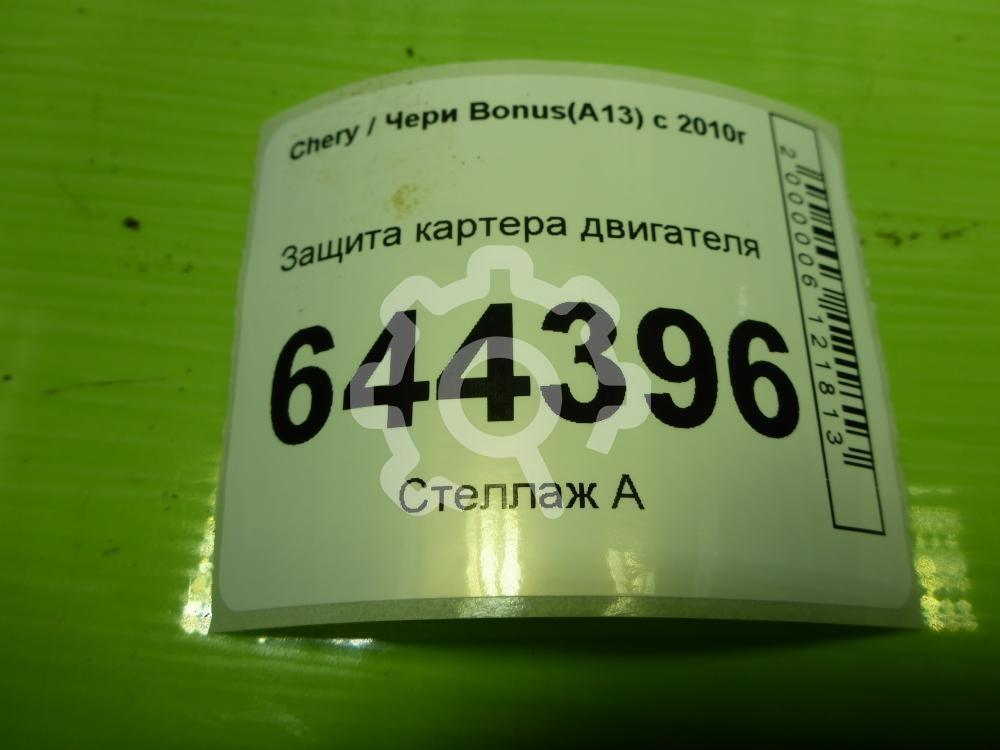 Chery / Чери Bonus(A13) с 2010г
Защита картера двигателя
644396
Стеллаж А
2000006121813